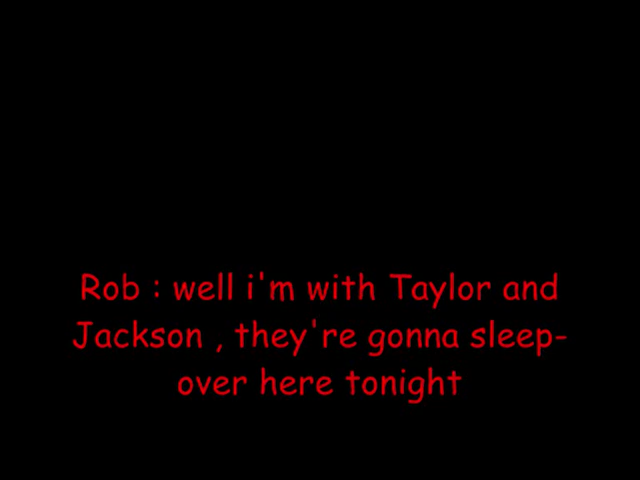 Rob : well i'm with Taylor and
Jackson , they're gonna sleep-
over here tonight